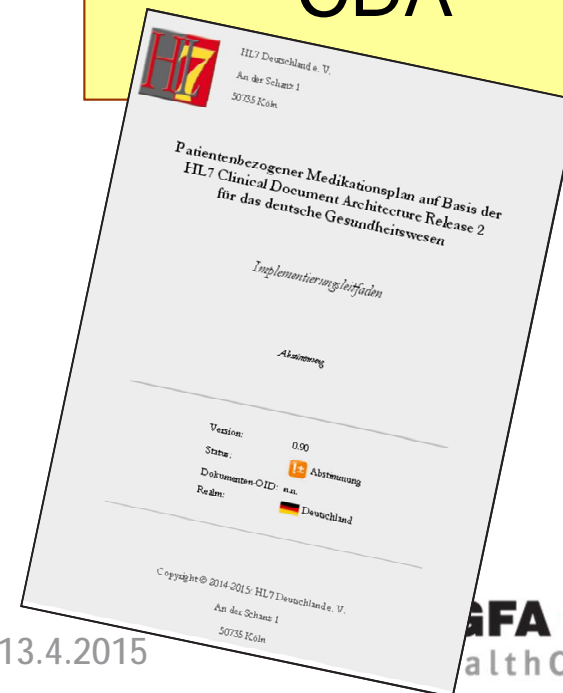 CDA
HL7
HL7 Deutschland e. V.
An der Schanz 1
50735 Köln
Patientenbezogener Medikationsplan auf Basis der
HL7 Clinical Document Architecture Release 2
für das deutsche Gesundheitswesen
Implementierungsleitfaden
Abstimmung
Version: 0.90
Status: Abstimmung
Dokumenten-OID: n.n.
Realm: Deutschland
Copyright © 2014-2015: HL7 Deutschland e. V.
An der Schanz 1
50735 Köln
13.4.2015
GFA
althC